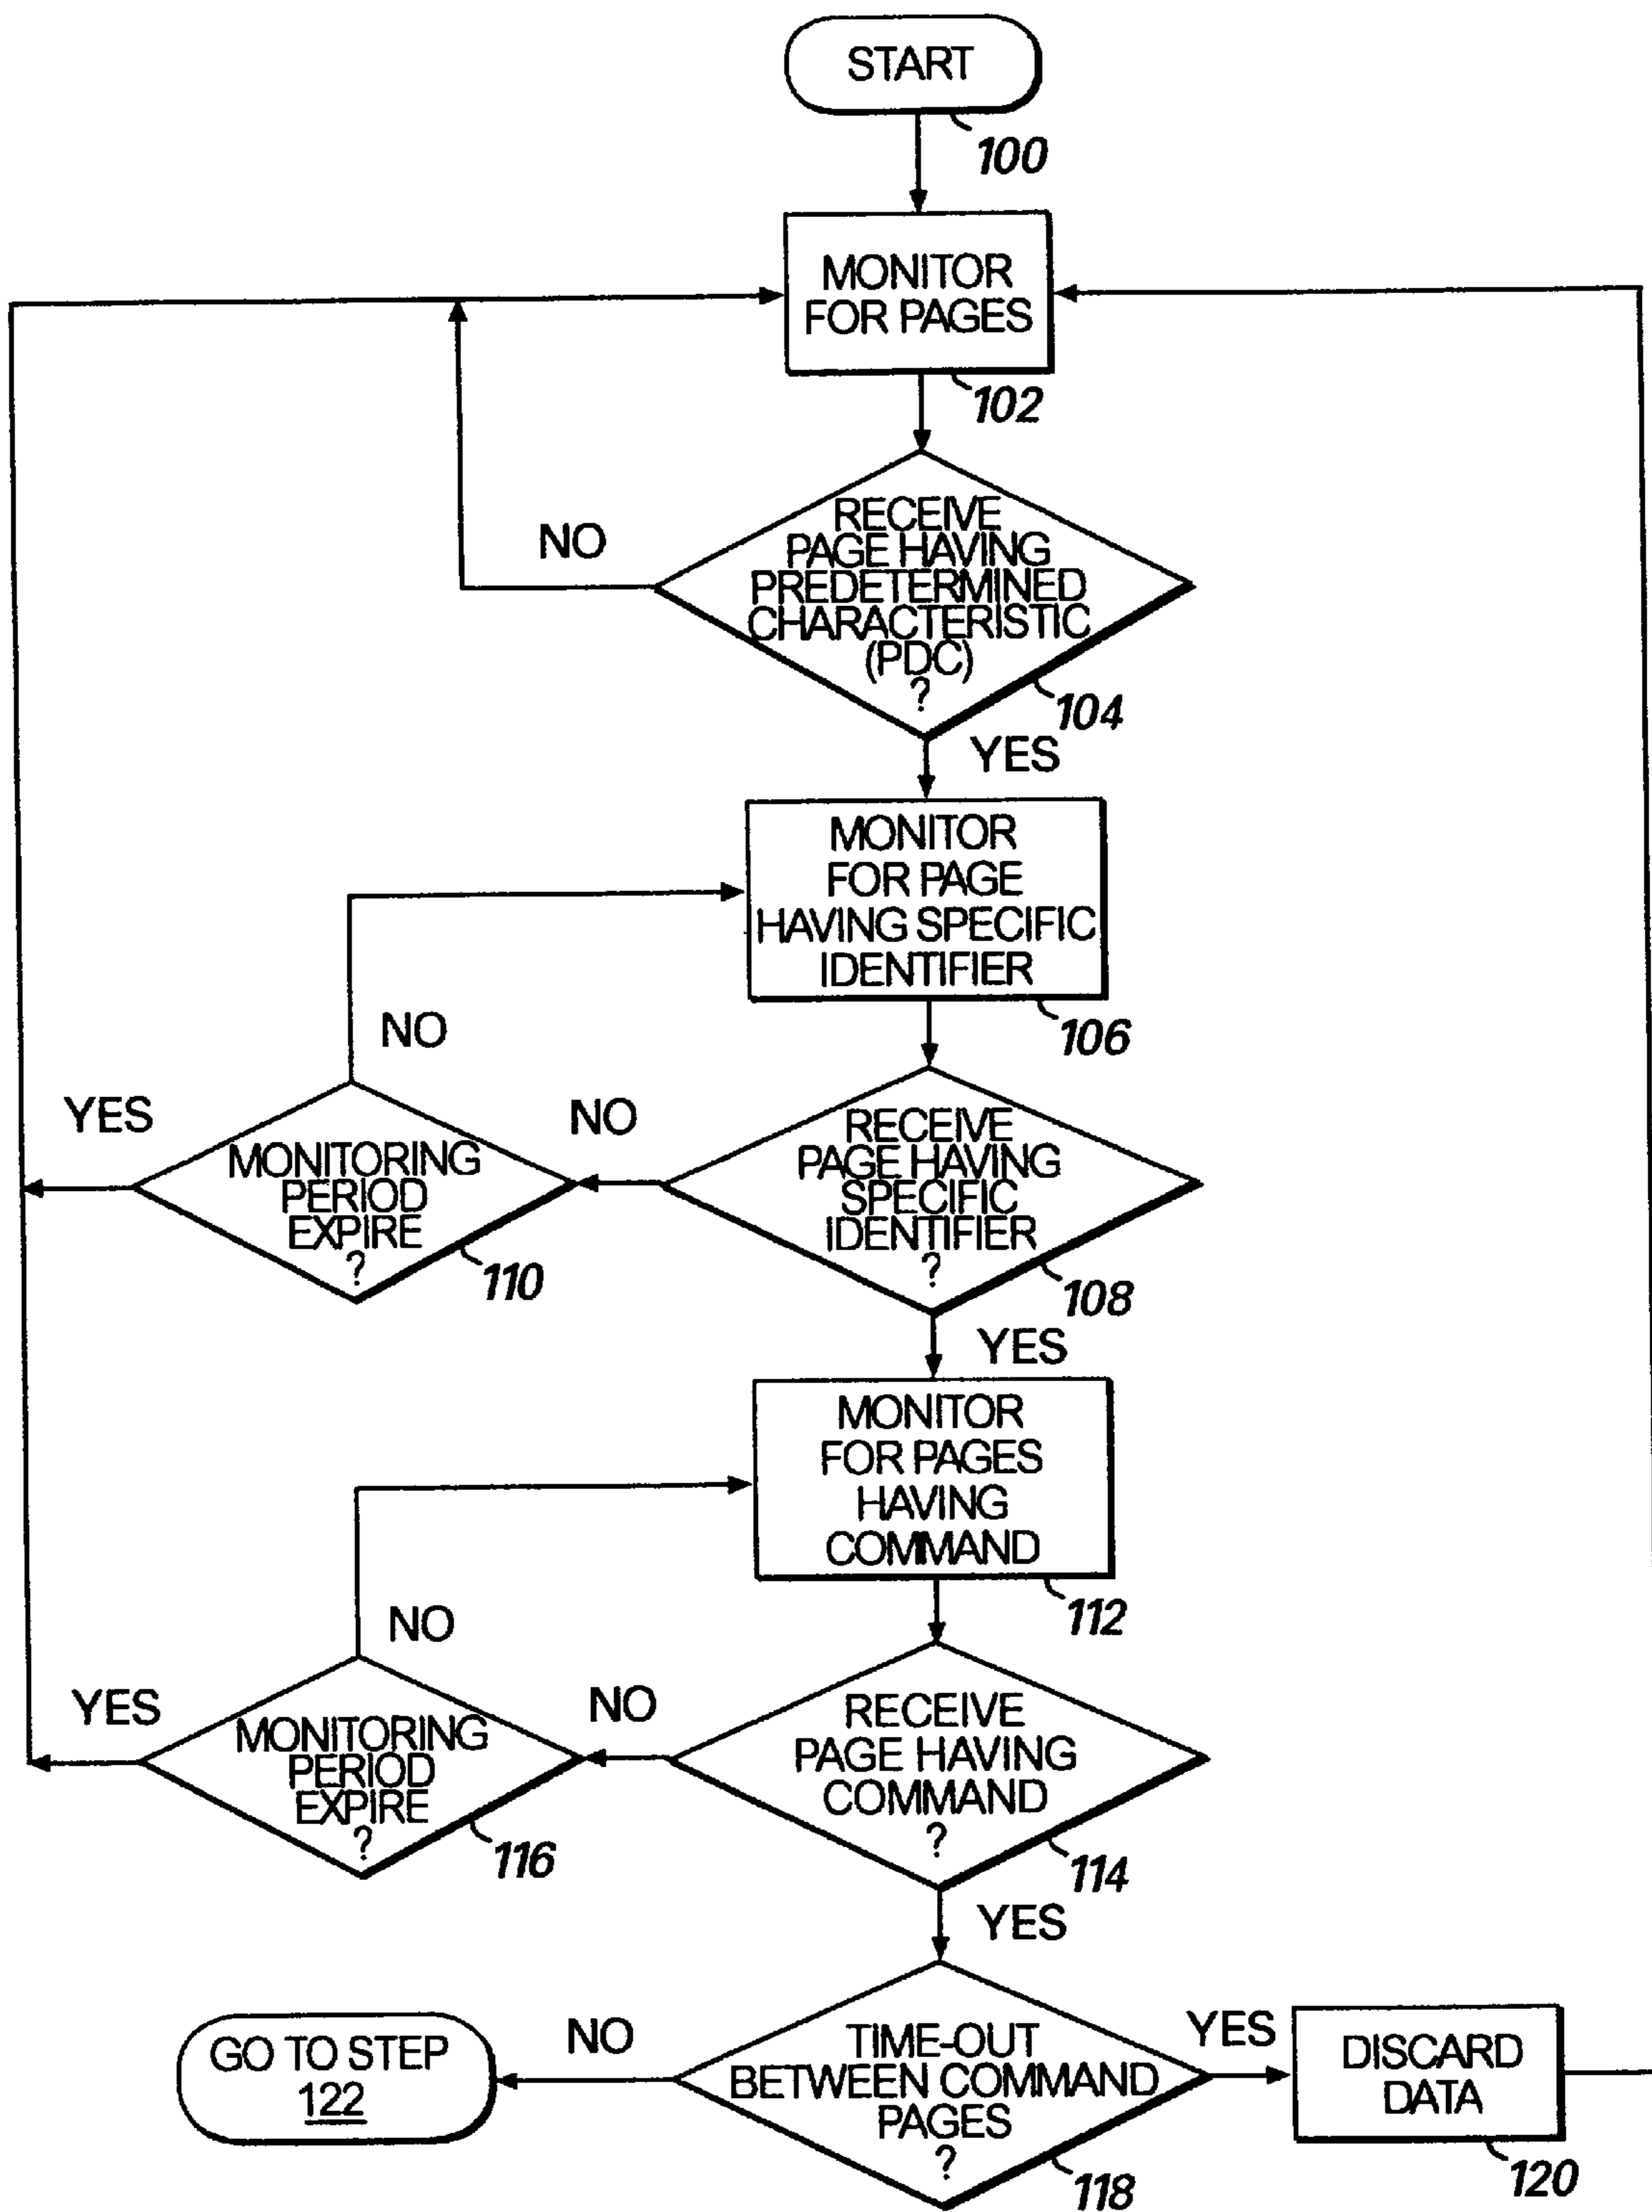 START
100
MONITOR
FOR PAGES
102
RECEIVE
PAGE HAVING
PREDETERMINED
CHARACTERISTIC
(PDC)
?
104
NO
YES
MONITOR
FOR PAGE
HAVING SPECIFIC
IDENTIFIER
106
NO
YES
MONITORING
PERIOD
EXPIRE
?
110
NO
RECEIVE
PAGE HAVING
SPECIFIC
IDENTIFIER
?
108
YES
MONITOR
FOR PAGES
HAVING
COMMAND
112
NO
YES
MONITORING
PERIOD
EXPIRE
?
116
NO
RECEIVE
PAGE HAVING
COMMAND
?
114
YES
GO TO STEP
122
NO
TIME-OUT
BETWEEN COMMAND
PAGES
?
118
YES
DISCARD
DATA
120